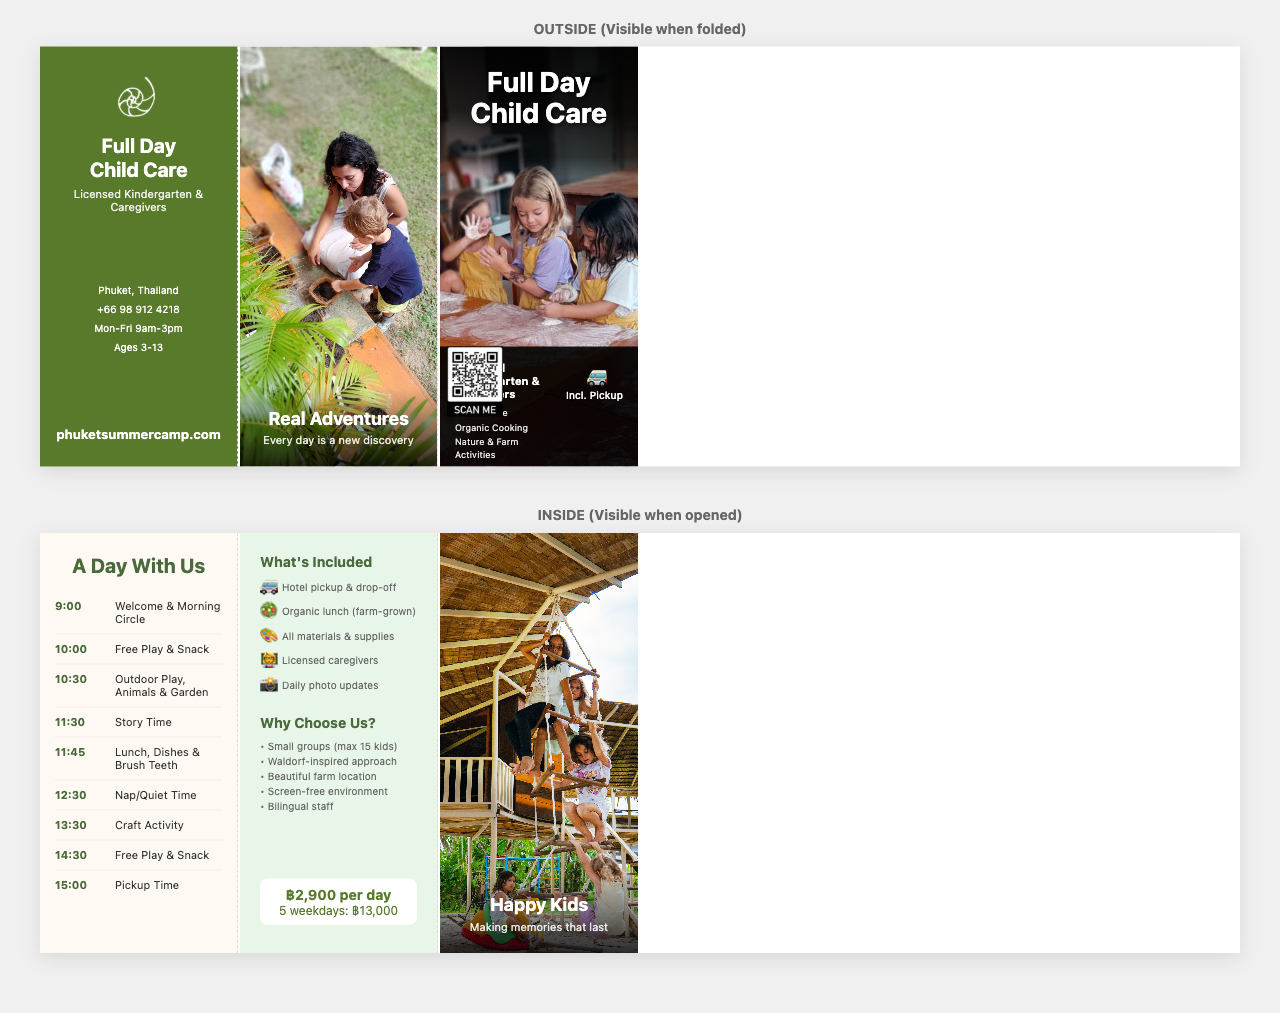 OUTSIDE (Visible when folded)
Full Day
Child Care
Licensed Kindergarten &
Caregivers
Phuket, Thailand
+66 98 912 4218
Mon-Fri 9am-3pm
Ages 3-13
phuketsummercamp.com
Real Adventures
Every day is a new discovery
Full Day
Child Care
&
SCAN ME
Organic Cooking
Nature & Farm
Activities
Incl. Pickup
INSIDE (Visible when opened)
A Day With Us
9:00 Welcome & Morning
Circle
10:00 Free Play & Snack
10:30 Outdoor Play,
Animals & Garden
11:30 Story Time
11:45 Lunch, Dishes &
Brush Teeth
12:30 Nap/Quiet Time
13:30 Craft Activity
14:30 Free Play & Snack
15:00 Pickup Time
What's Included
Hotel pickup & drop-off
Organic lunch (farm-grown)
All materials & supplies
Licensed caregivers
Daily photo updates
Why Choose Us?
• Small groups (max 15 kids)
• Waldorf-inspired approach
• Beautiful farm location
• Screen-free environment
• Bilingual staff
฿2,900 per day
5 weekdays: ฿13,000
Happy Kids
Making memories that last